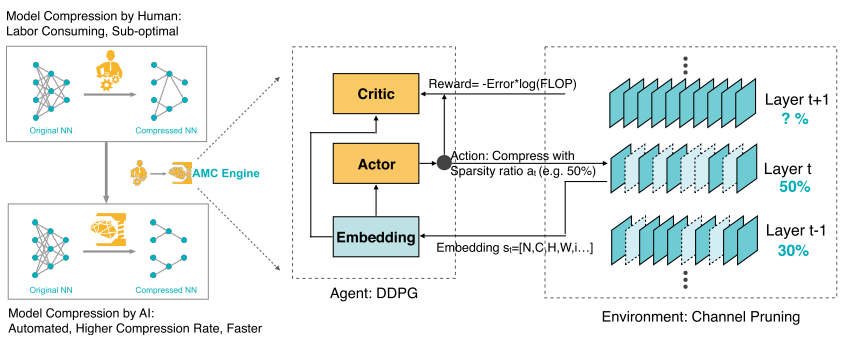 Model Compression by Human:
Labor Consuming, Sub-optimal
Original NN
Compressed NN
AMC Engine
Original NN
Compressed NN
Model Compression by AI:
Automated, Higher Compression Rate, Faster
Critic
Actor
Embedding
Agent: DDPG
Reward= -Error*log(FLOP)
Action: Compress with
Sparsity ratio at (e.g. 50%)
Embedding st=[N,C,H,W,i…]
Layer t+1
? %
Layer t
50%
Layer t-1
30%
Environment: Channel Pruning